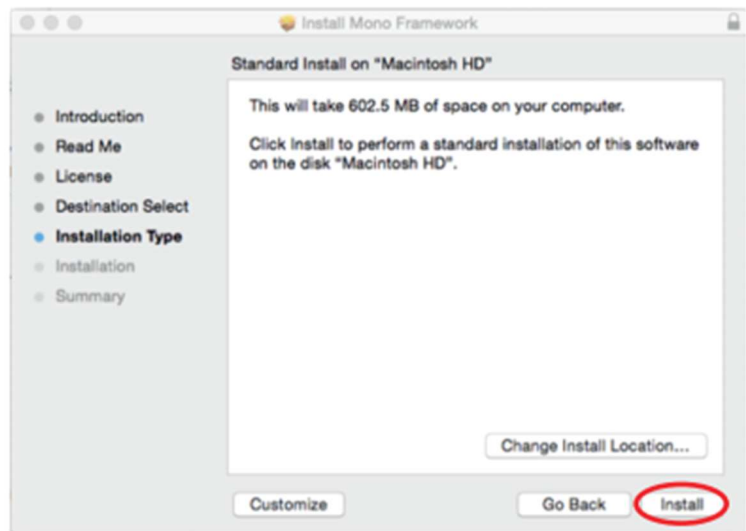 Install Mono Framework
Standard Install on "Macintosh HD"
Introduction
Read Me
License
Destination Select
Installation Type
Installation
Summary
This will take 602.5 MB of space on your computer.
Click Install to perform a standard installation of this software
on the disk "Macintosh HD".
Change Install Location...
Customize
Go Back
Install